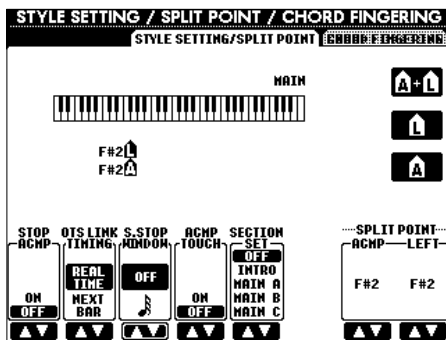 STYLE SETTING / SPLIT POINT / CHORD FINGERING
STYLE SETTING/SPLIT POINT
CHORD FINGERING
MAIN
A+L
L
F#2 L
F#2 A
A
STOP ACMP
ON
OFF
OTS LINK TIMING
REAL TIME
NEXT BAR
S.STOP WINDOW
OFF
ACMP TOUCH
ON
OFF
SECTION SET
OFF
INTRO
MAIN A
MAIN B
MAIN C
SPLIT POINT
ACMP LEFT
F#2 F#2